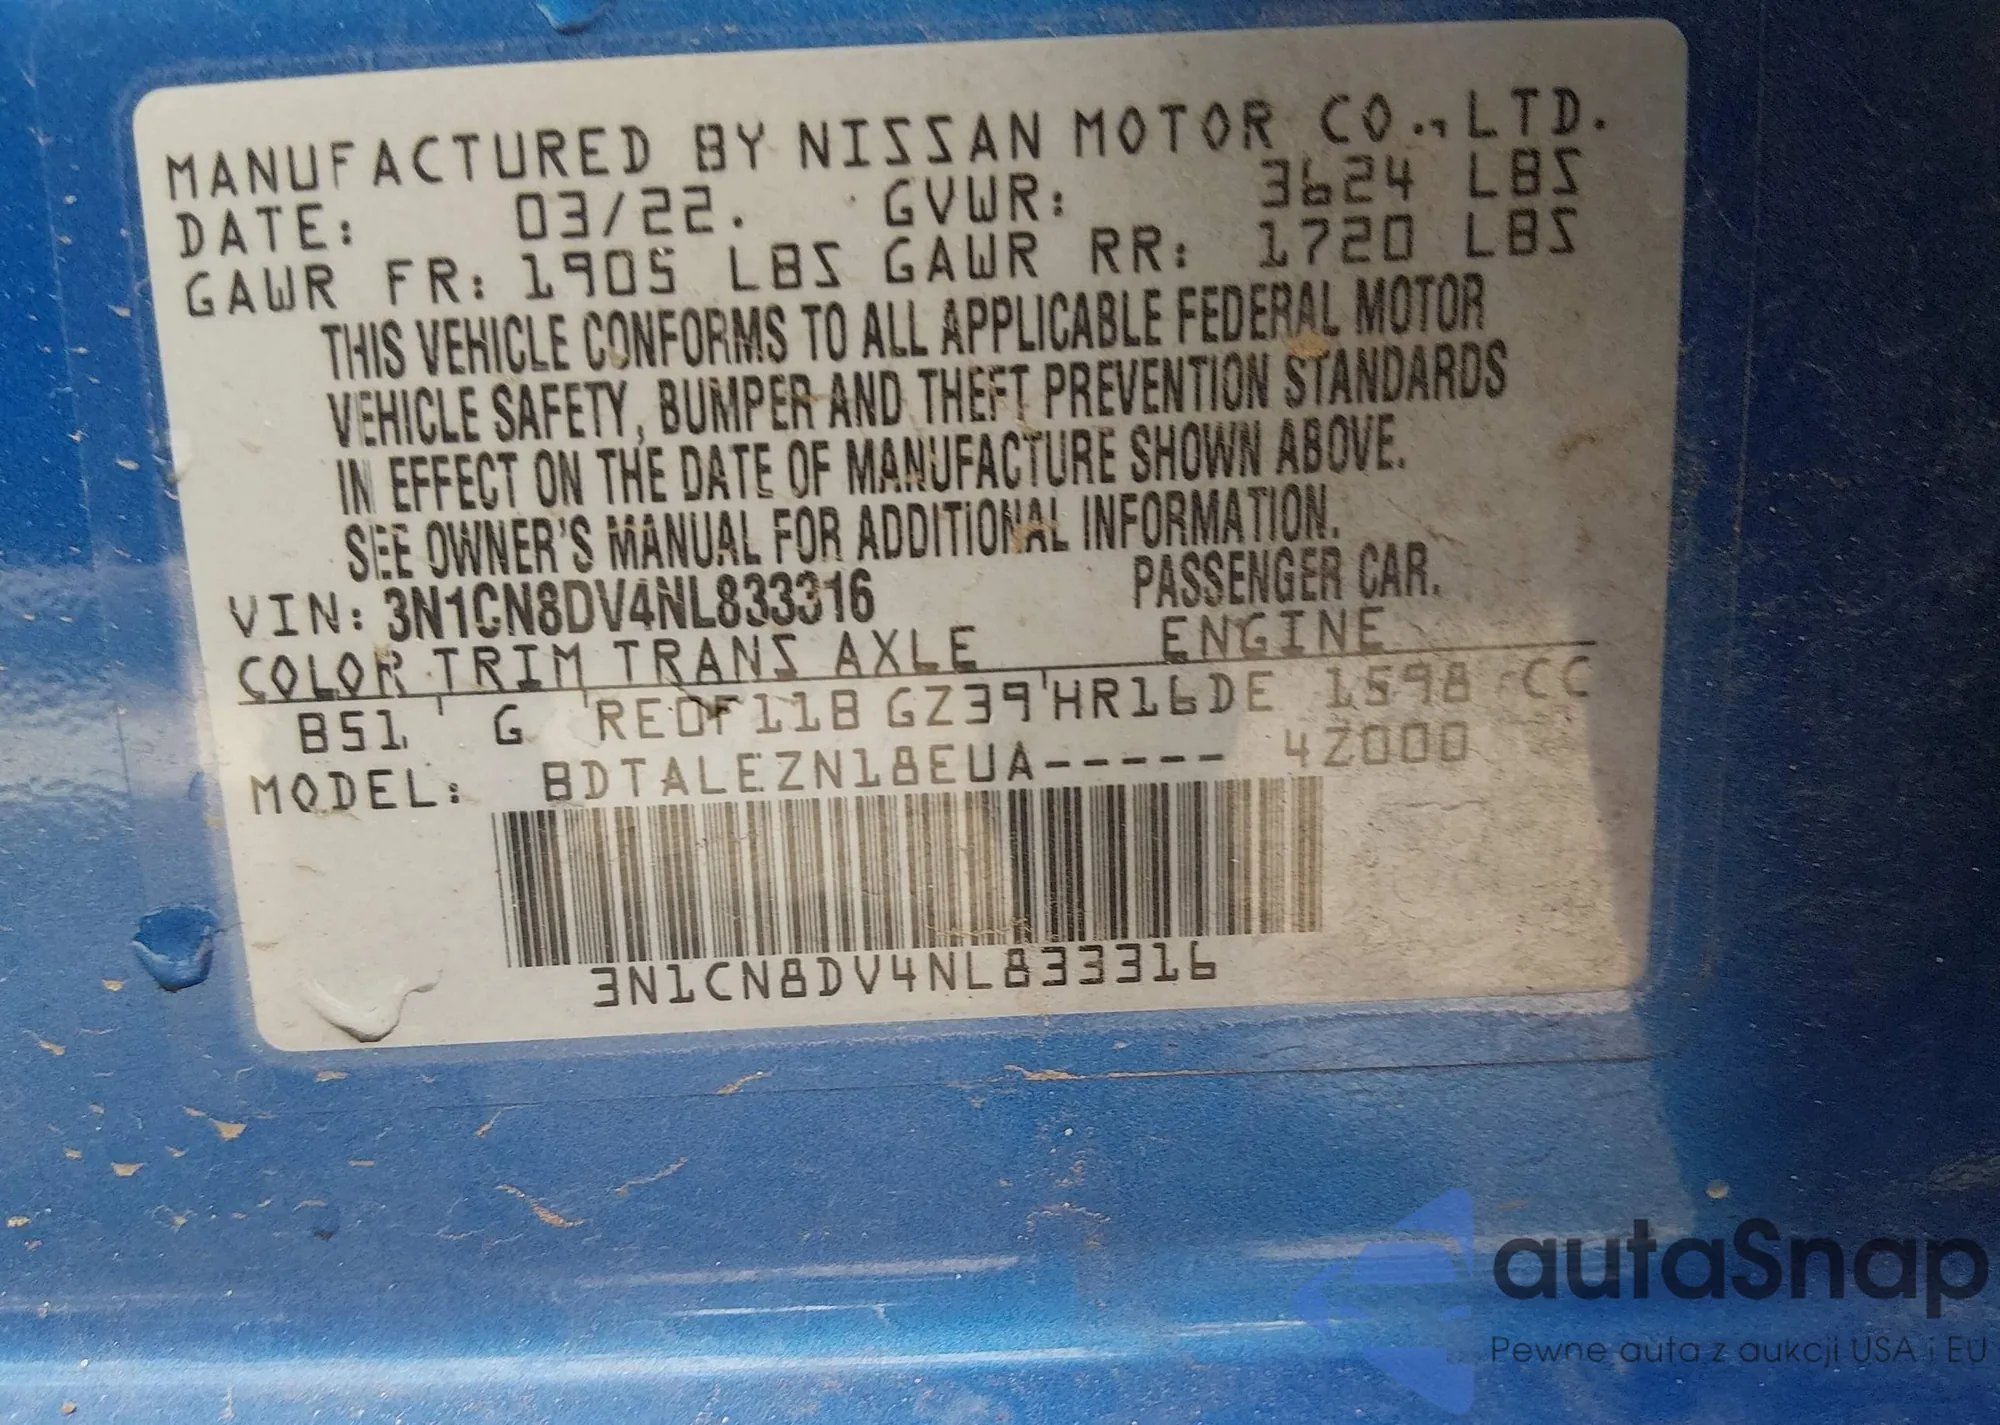 MANUFACTURED BY NISSAN MOTOR CO., LTD.
DATE: 03/22. GVWR: 3624 LBS
GAWR FR: 1905 LBS GAWR RR: 1720 LBS
THIS VEHICLE CONFORMS TO ALL APPLICABLE FEDERAL MOTOR
VEHICLE SAFETY, BUMPER AND THEFT PREVENTION STANDARDS
IN EFFECT ON THE DATE OF MANUFACTURE SHOWN ABOVE.
SEE OWNER'S MANUAL FOR ADDITIONAL INFORMATION.
VIN: 3N1CN8DV4NL833316 PASSENGER CAR.
COLOR TRIM TRANS AXLE ENGINE
B51 G RE0F11B GZ39 HR16DE 1598 CC
MODEL: BDTALEZN18EUA----- 4Z000
3N1CN8DV4NL833316
autaSnap
Pewne auta z aukcji USA i EU